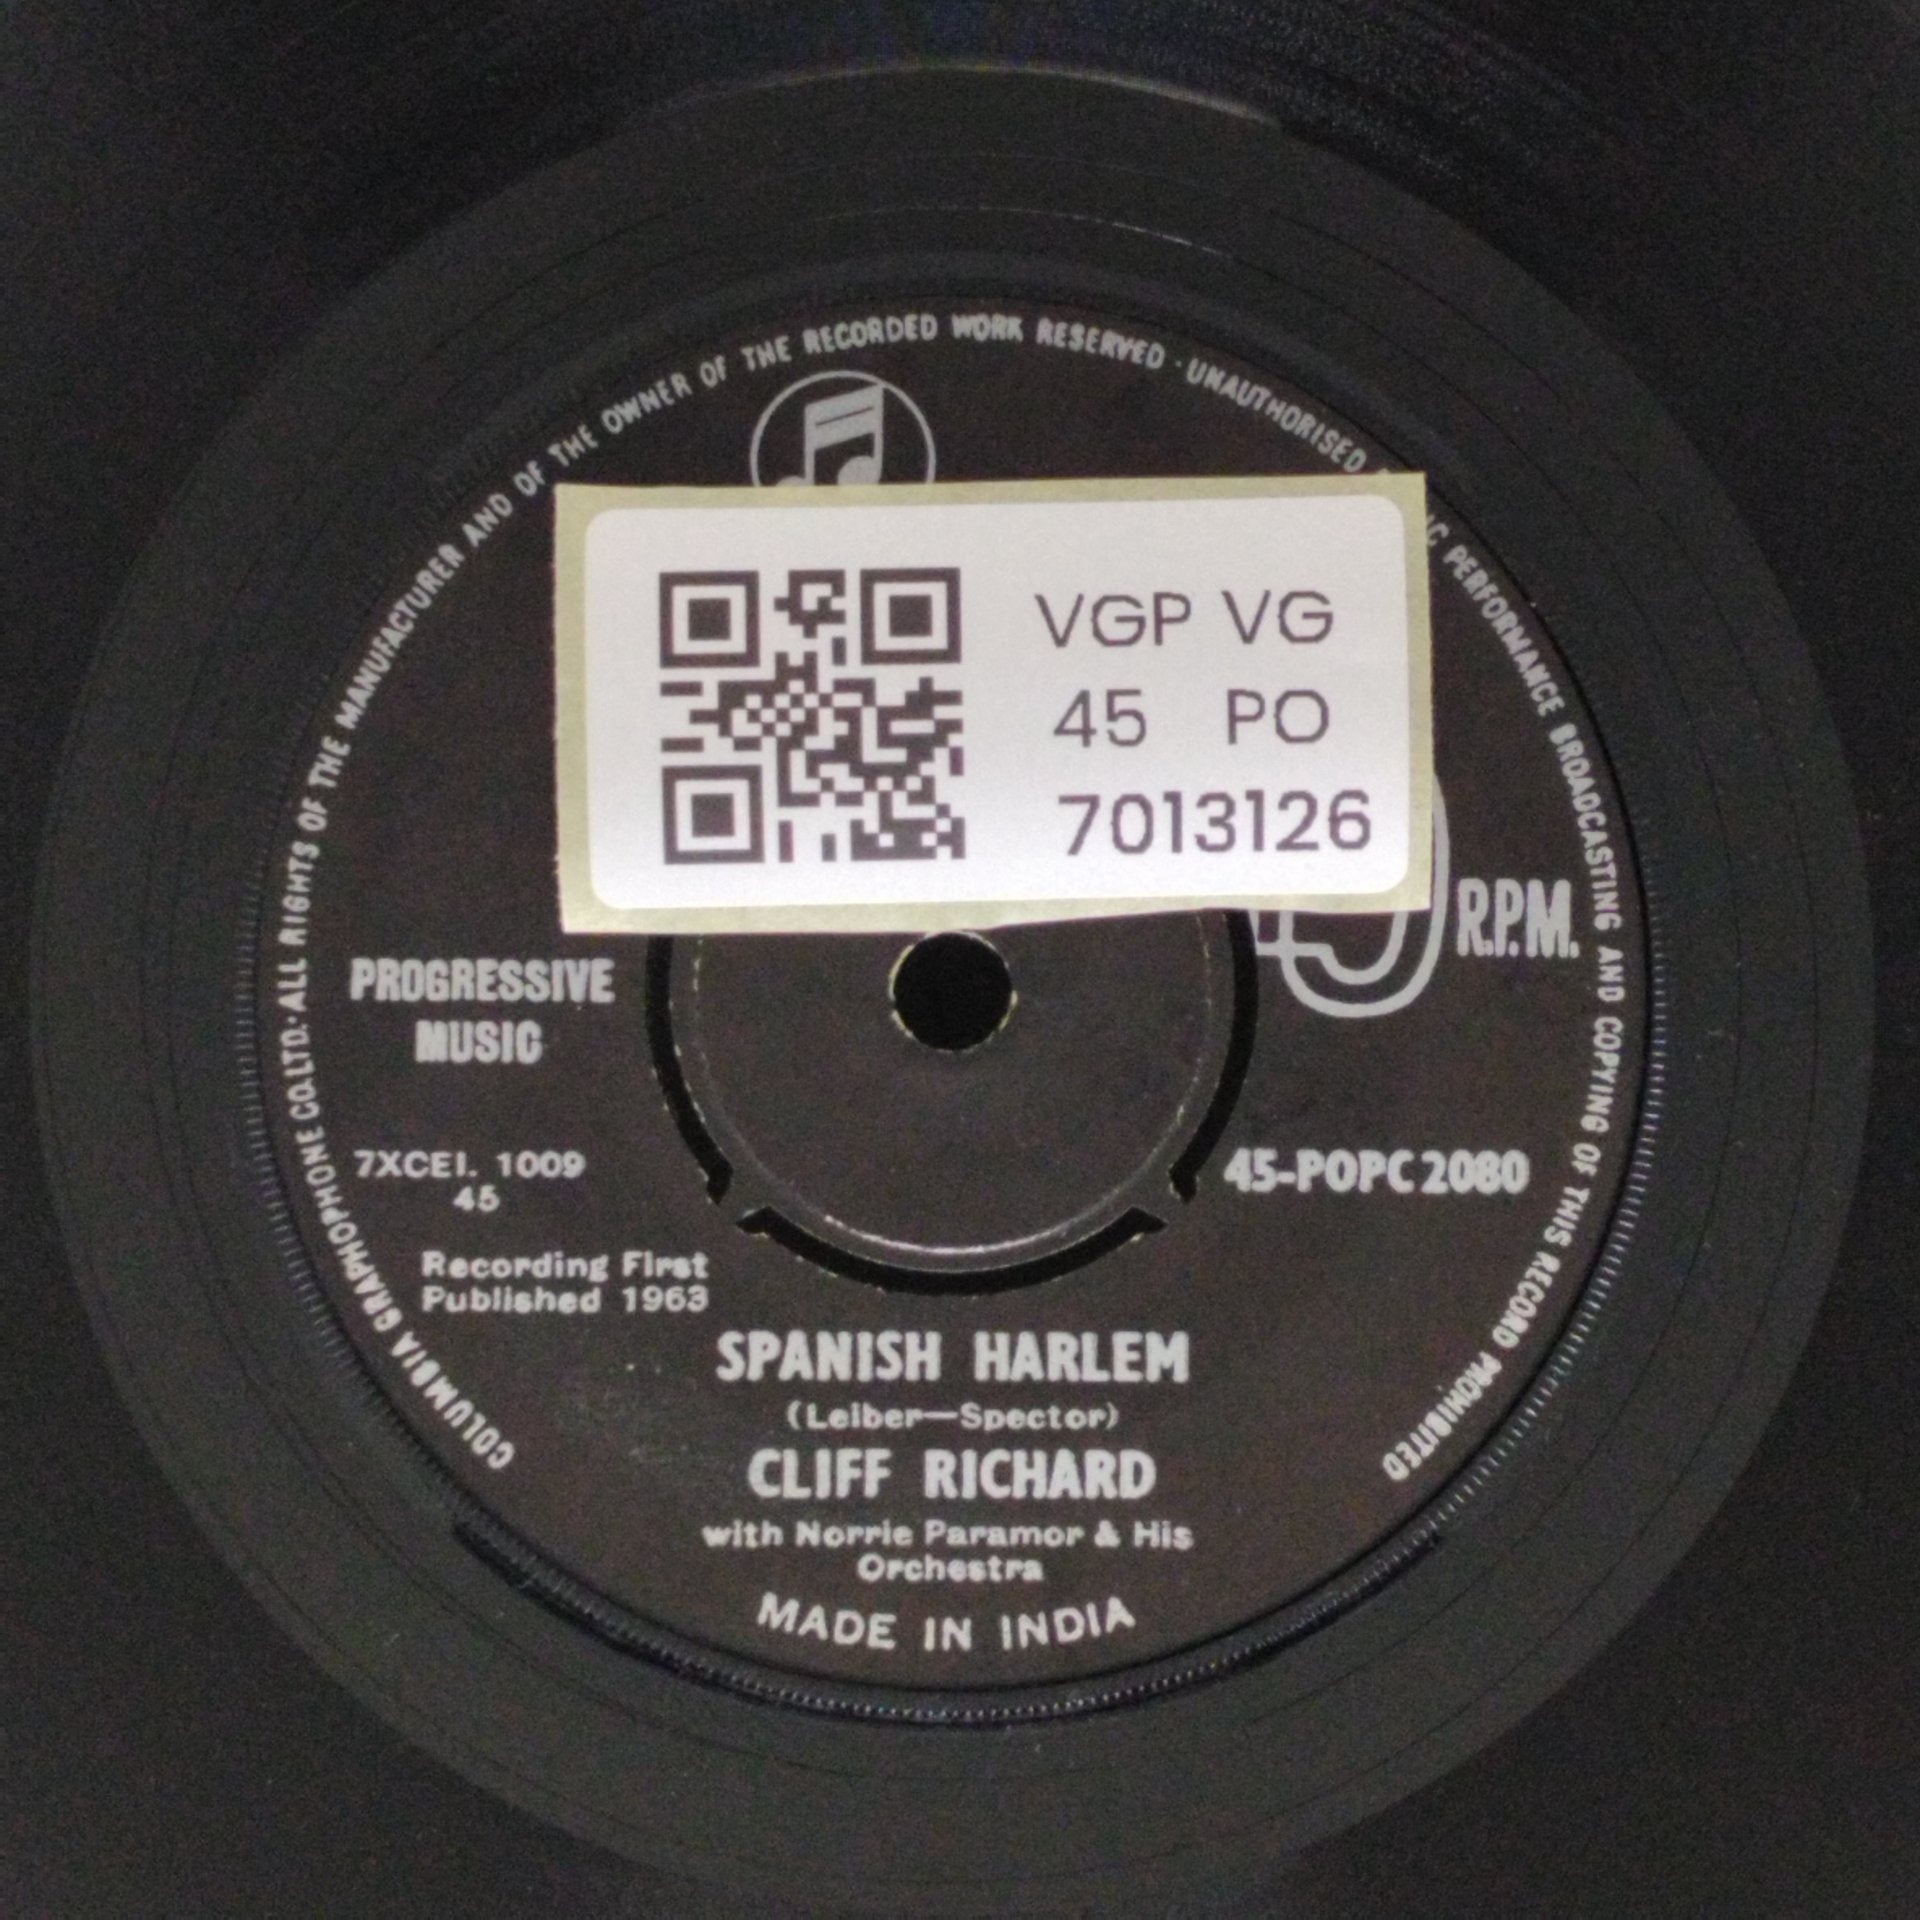 COLUMBIA GRAPHOPHONE CO. LTD. · ALL RIGHTS OF THE MANUFACTURER AND OF THE OWNER OF THE RECORDED WORK RESERVED · UNAUTHORISED PERFORMANCE BROADCASTING AND COPYING OF THIS RECORD PROHIBITED
VGP VG
45 PO
7013126
R.P.M.
PROGRESSIVE
MUSIC
7XCEI. 1009
45
45-POPC 2080
Recording First
Published 1963
SPANISH HARLEM
(Leiber—Spector)
CLIFF RICHARD
with Norrie Paramor & His
Orchestra
MADE IN INDIA